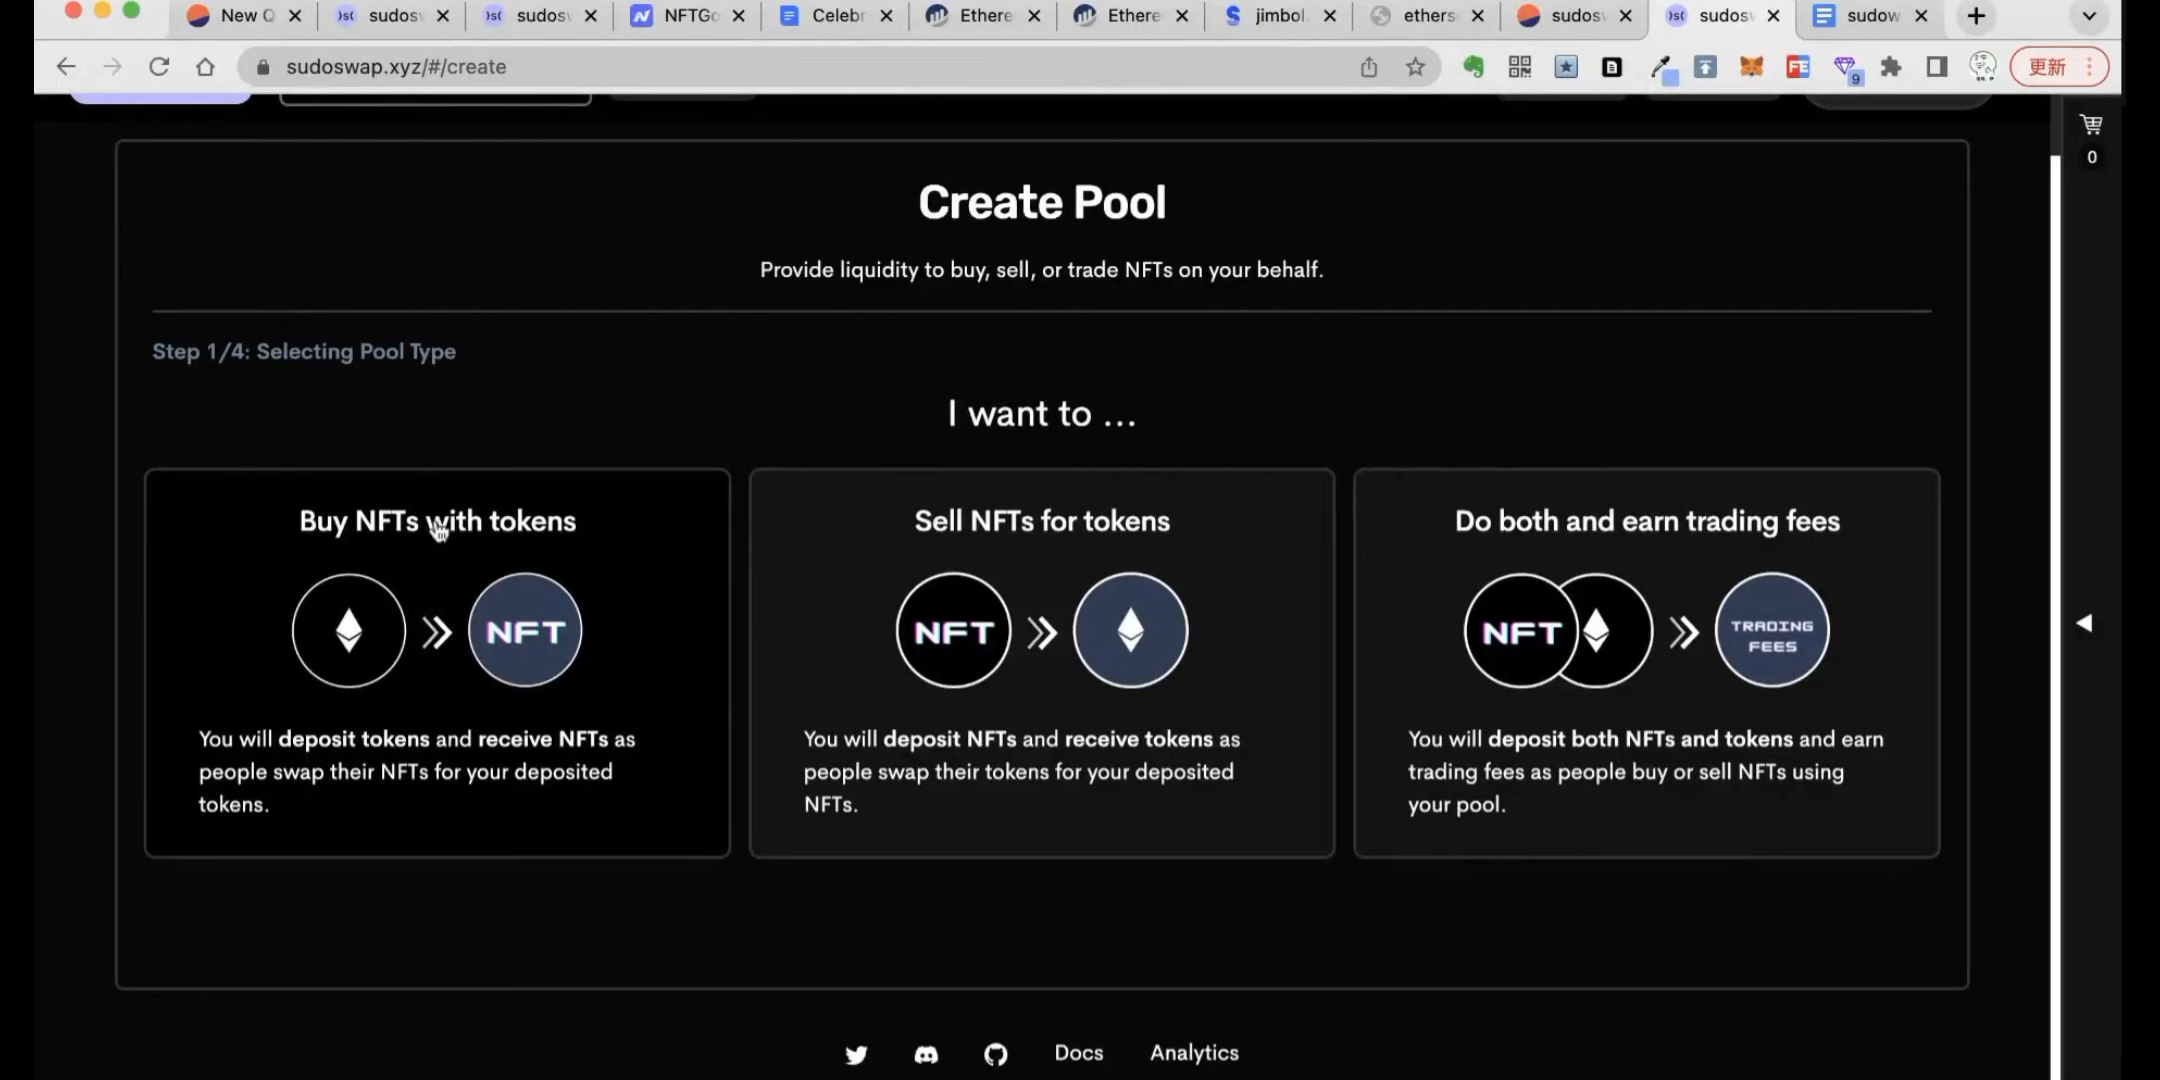 New Q
sudos
sudos
NFTGo
Celebr
Ethere
Ethere
jimbol.
ethers
sudos
sudos
sudow
sudoswap.xyz/#/create
9
更新
0
Create Pool
Provide liquidity to buy, sell, or trade NFTs on your behalf.
Step 1/4: Selecting Pool Type
I want to ...
Buy NFTs with tokens
NFT
You will deposit tokens and receive NFTs as
people swap their NFTs for your deposited
tokens.
Sell NFTs for tokens
NFT
You will deposit NFTs and receive tokens as
people swap their tokens for your deposited
NFTs.
Do both and earn trading fees
NFT
TRADING
FEES
You will deposit both NFTs and tokens and earn
trading fees as people buy or sell NFTs using
your pool.
Docs
Analytics